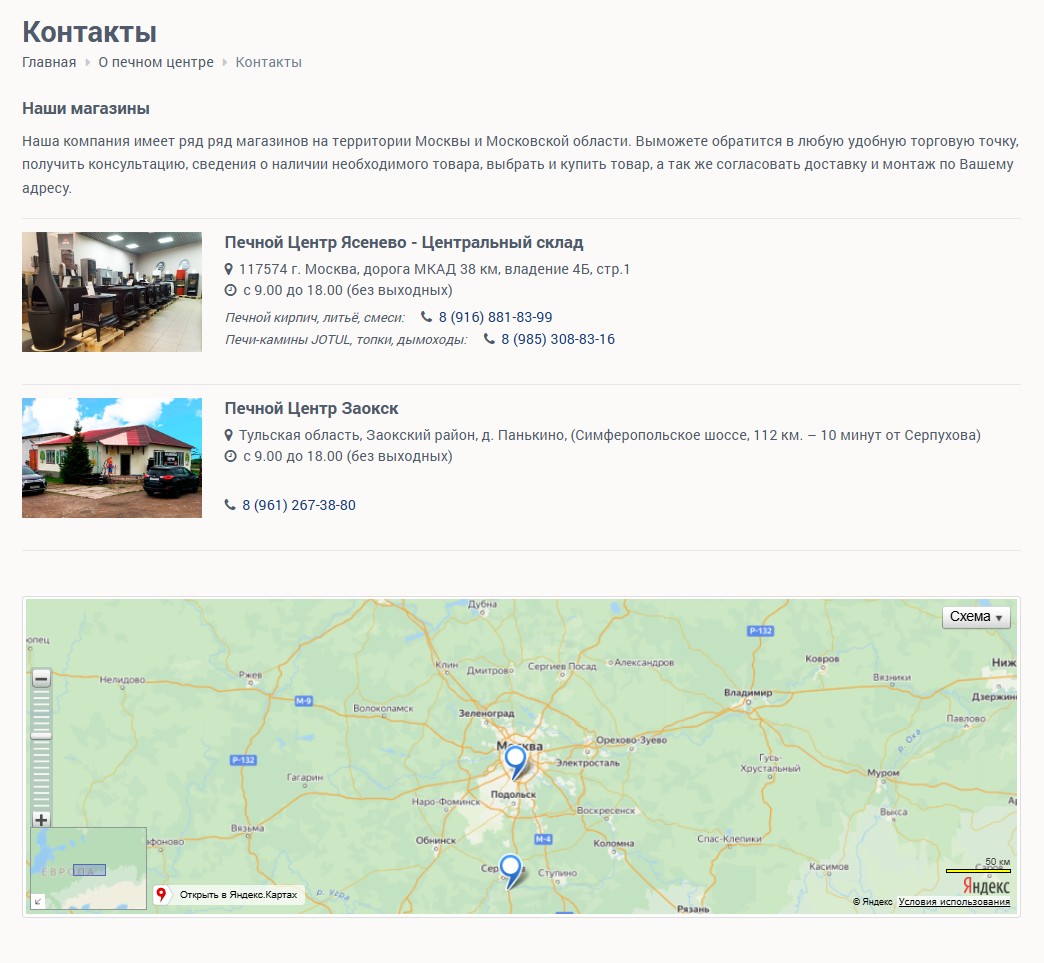 Контакты
Главная О печном центре Контакты
Наши магазины
Наша компания имеет ряд ряд магазинов на территории Москвы и Московской области. Выможете обратится в любую удобную торговую точку,
получить консультацию, сведения о наличии необходимого товара, выбрать и купить товар, а так же согласовать доставку и монтаж по Вашему
адресу.
Печной Центр Ясенево - Центральный склад
117574 г. Москва, дорога МКАД 38 км, владение 4Б, стр.1
с 9.00 до 18.00 (без выходных)
Печной кирпич, литьё, смеси: 8 (916) 881-83-99
Печи-камины JOTUL, топки, дымоходы: 8 (985) 308-83-16
Печной Центр Заокск
Тульская область, Заокский район, д. Панькино, (Симферопольское шоссе, 112 км. – 10 минут от Серпухова)
с 9.00 до 18.00 (без выходных)
8 (961) 267-38-80
Дубна
Схема
Р-132
опец
Клин
Дмитров
Сергиев Посад
Александров
Ковров
Ниж
Нелидово
Ржев
Вязники
М-9
Волоколамск
Зеленоград
Владимир
Дзержин
Павлово
Москва
Орехово-Зуево
р. Ока
Р-132
Электросталь
Гусь-
Хрустальный
Гагарин
Муром
Наро-Фоминск
Подольск
Воскресенск
Выкса
Вязьма
Обнинск
М-4
Коломна
Спас-Клепики
афоново
Сер
Ступино
Касимов
50 км
Саров
ЕВРОПА
Открыть в Яндекс.Картах
р. Угра
Яндекс
© Яндекс Условия использования
Рязань